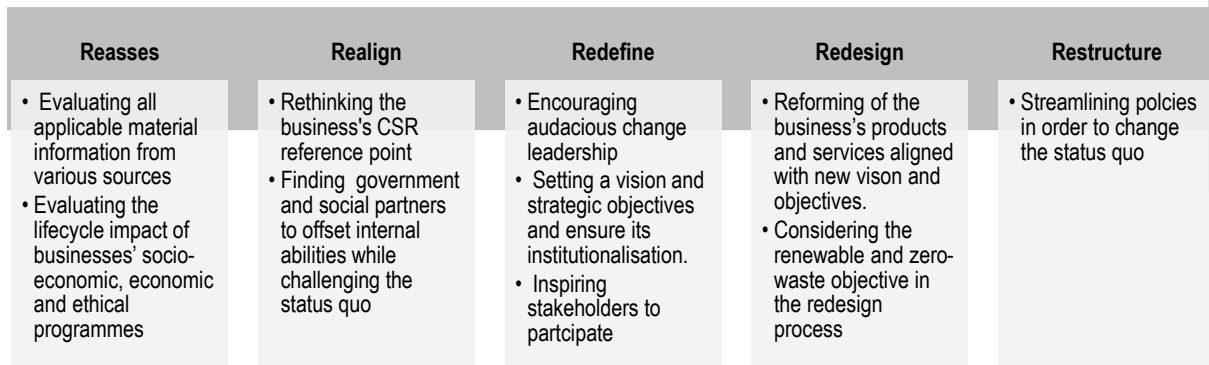 Reasses
• Evaluating all
applicable material
information from
various sources
• Evaluating the
lifecycle impact of
businesses’ socio-
economic, economic
and ethical
programmes
Realign
• Rethinking the
business's CSR
reference point
• Finding government
and social partners
to offset internal
abilities while
challenging the
status quo
Redefine
• Encouraging
audacious change
leadership
• Setting a vision and
strategic objectives
and ensure its
institutionalisation.
• Inspiring
stakeholders to
partcipate
Redesign
• Reforming of the
business’s products
and services aligned
with new vison and
objectives.
• Considering the
renewable and zero-
waste objective in
the redesign
process
Restructure
• Streamlining polcies
in order to change
the status quo